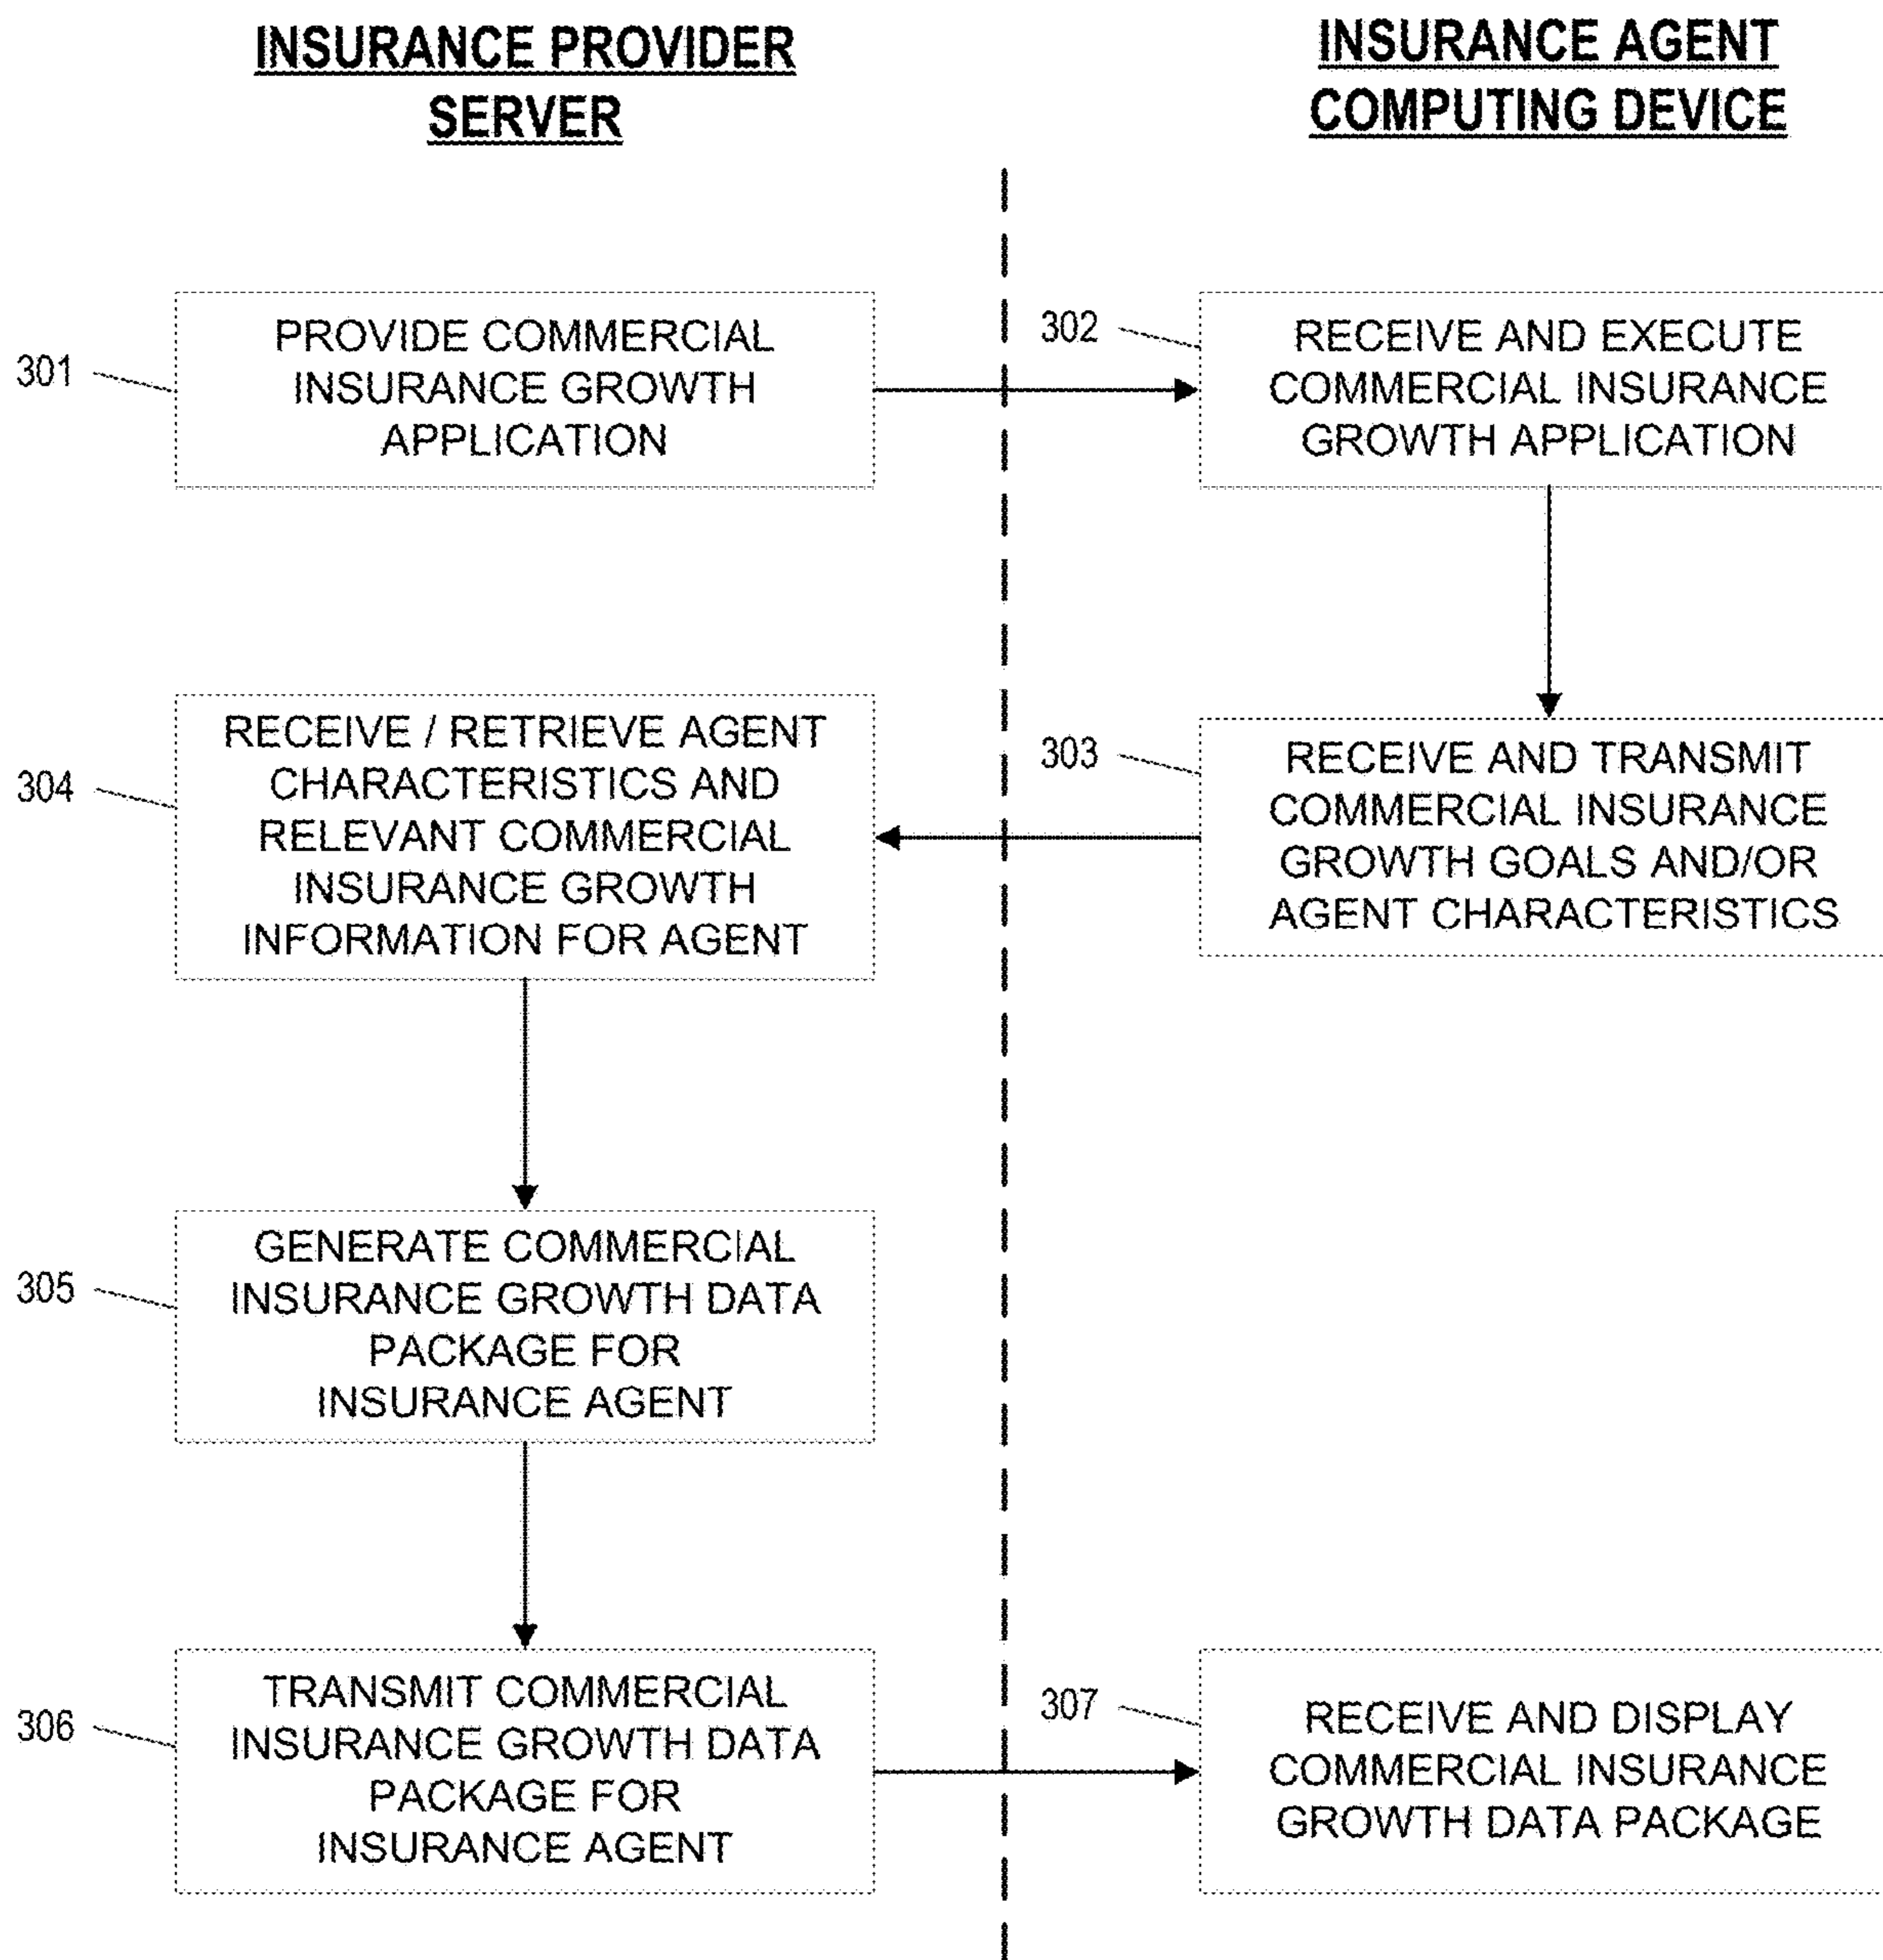 INSURANCE PROVIDER
SERVER
INSURANCE AGENT
COMPUTING DEVICE
301
PROVIDE COMMERCIAL
INSURANCE GROWTH
APPLICATION
302
RECEIVE AND EXECUTE
COMMERCIAL INSURANCE
GROWTH APPLICATION
303
RECEIVE AND TRANSMIT
COMMERCIAL INSURANCE
GROWTH GOALS AND/OR
AGENT CHARACTERISTICS
304
RECEIVE / RETRIEVE AGENT
CHARACTERISTICS AND
RELEVANT COMMERCIAL
INSURANCE GROWTH
INFORMATION FOR AGENT
305
GENERATE COMMERCIAL
INSURANCE GROWTH DATA
PACKAGE FOR
INSURANCE AGENT
306
TRANSMIT COMMERCIAL
INSURANCE GROWTH DATA
PACKAGE FOR
INSURANCE AGENT
307
RECEIVE AND DISPLAY
COMMERCIAL INSURANCE
GROWTH DATA PACKAGE